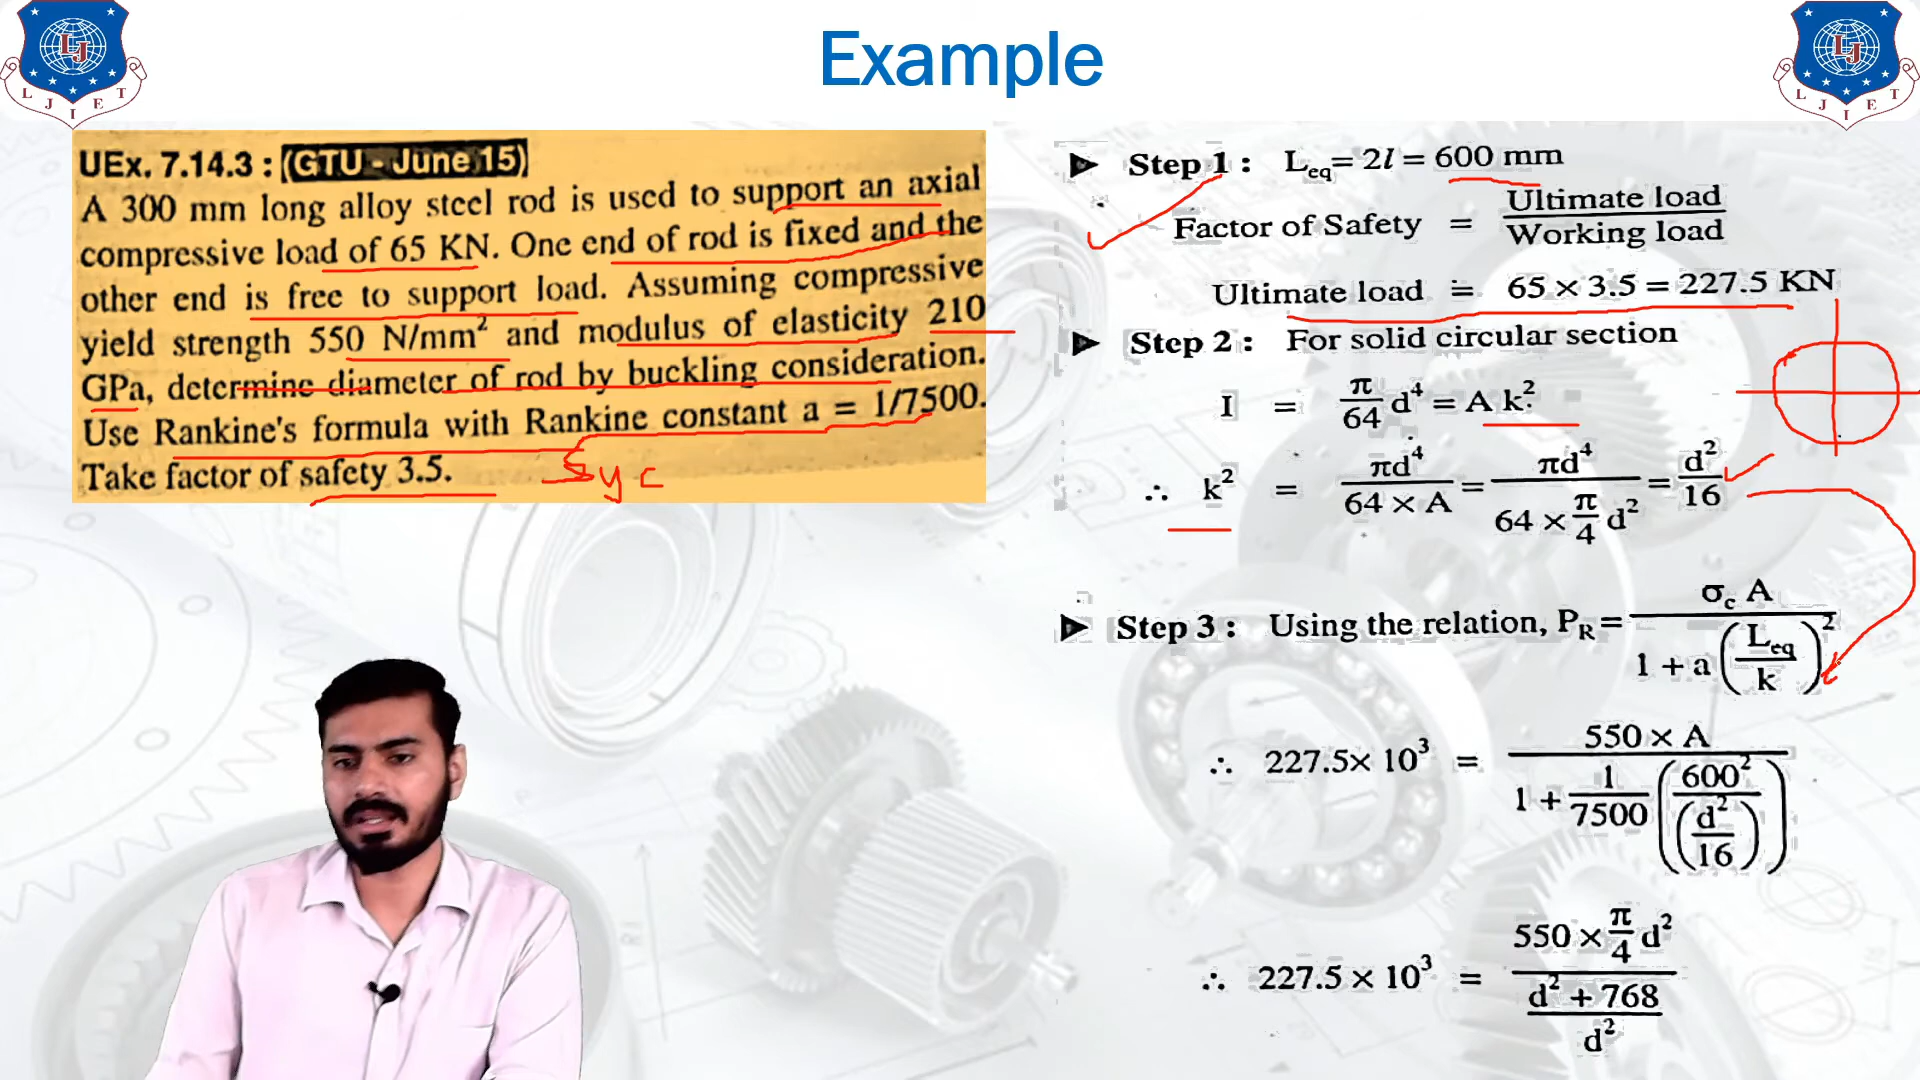 Example
L J I E T
L J I E T
UEx. 7.14.3 : (GTU - June 15)
A 300 mm long alloy steel rod is used to support an axial
compressive load of 65 KN. One end of rod is fixed and the
other end is free to support load. Assuming compressive
yield strength 550 N/mm² and modulus of elasticity 210
GPa, determine diameter of rod by buckling consideration.
Use Rankine's formula with Rankine constant a = 1/7500.
Take factor of safety 3.5.
Syc
Step 1 : Leq = 2l = 600 mm
Factor of Safety = Ultimate load / Working load
Ultimate load = 65 × 3.5 = 227.5 KN
Step 2 : For solid circular section
I = π/64 d⁴ = A k²
∴ k² = πd⁴ / (64 × A) = πd⁴ / (64 × π/4 d²) = d²/16
Step 3 : Using the relation, P_R = σc A / (1 + a (Leq/k)²)
∴ 227.5× 10³ = 550 × A / (1 + 1/7500 (600² / (d²/16)))
∴ 227.5 × 10³ = 550 × π/4 d² / ((d² + 768) / d²)